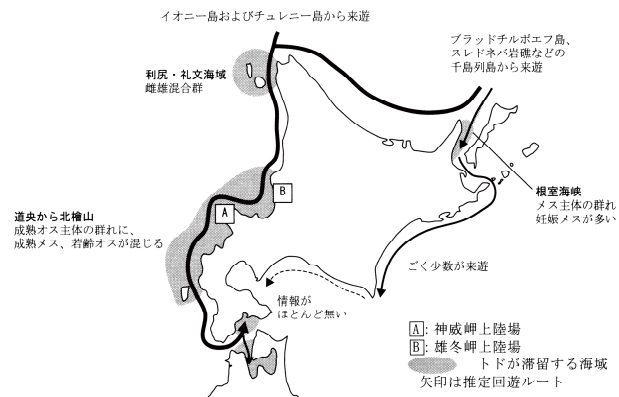 イオニー島およびチュレニー島から来遊
ブラッドチルポエフ島、
スレドネバ岩礁などの
千島列島から来遊
利尻・礼文海域
雌雄混合群
B
A
根室海峡
メス主体の群れ
妊娠メスが多い
道央から北檜山
成熟オス主体の群れに、
成熟メス、若齢オスが混じる
ごく少数が来遊
情報が
ほとんど無い
A: 神威岬上陸場
B: 雄冬岬上陸場
トドが滞留する海域
矢印は推定回遊ルート